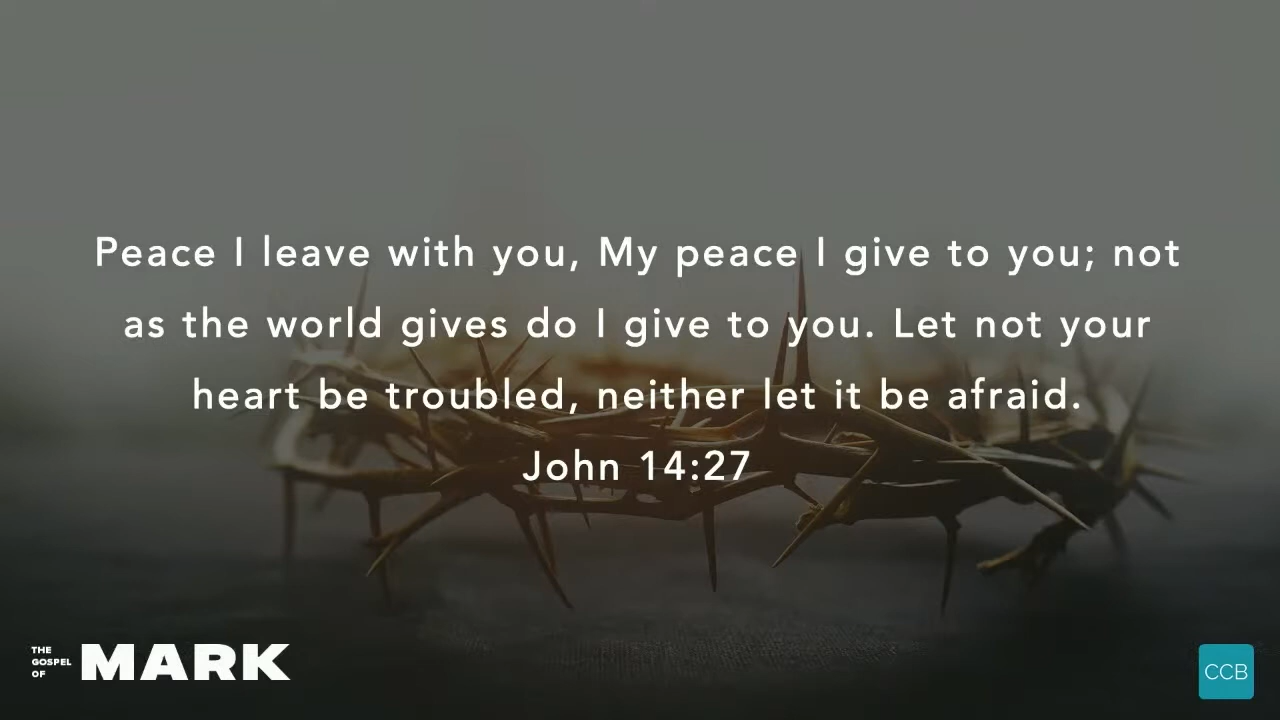 Peace I leave with you, My peace I give to you; not
as the world gives do I give to you. Let not your
heart be troubled, neither let it be afraid.
John 14:27
THE
GOSPEL
OF
MARK
CCB